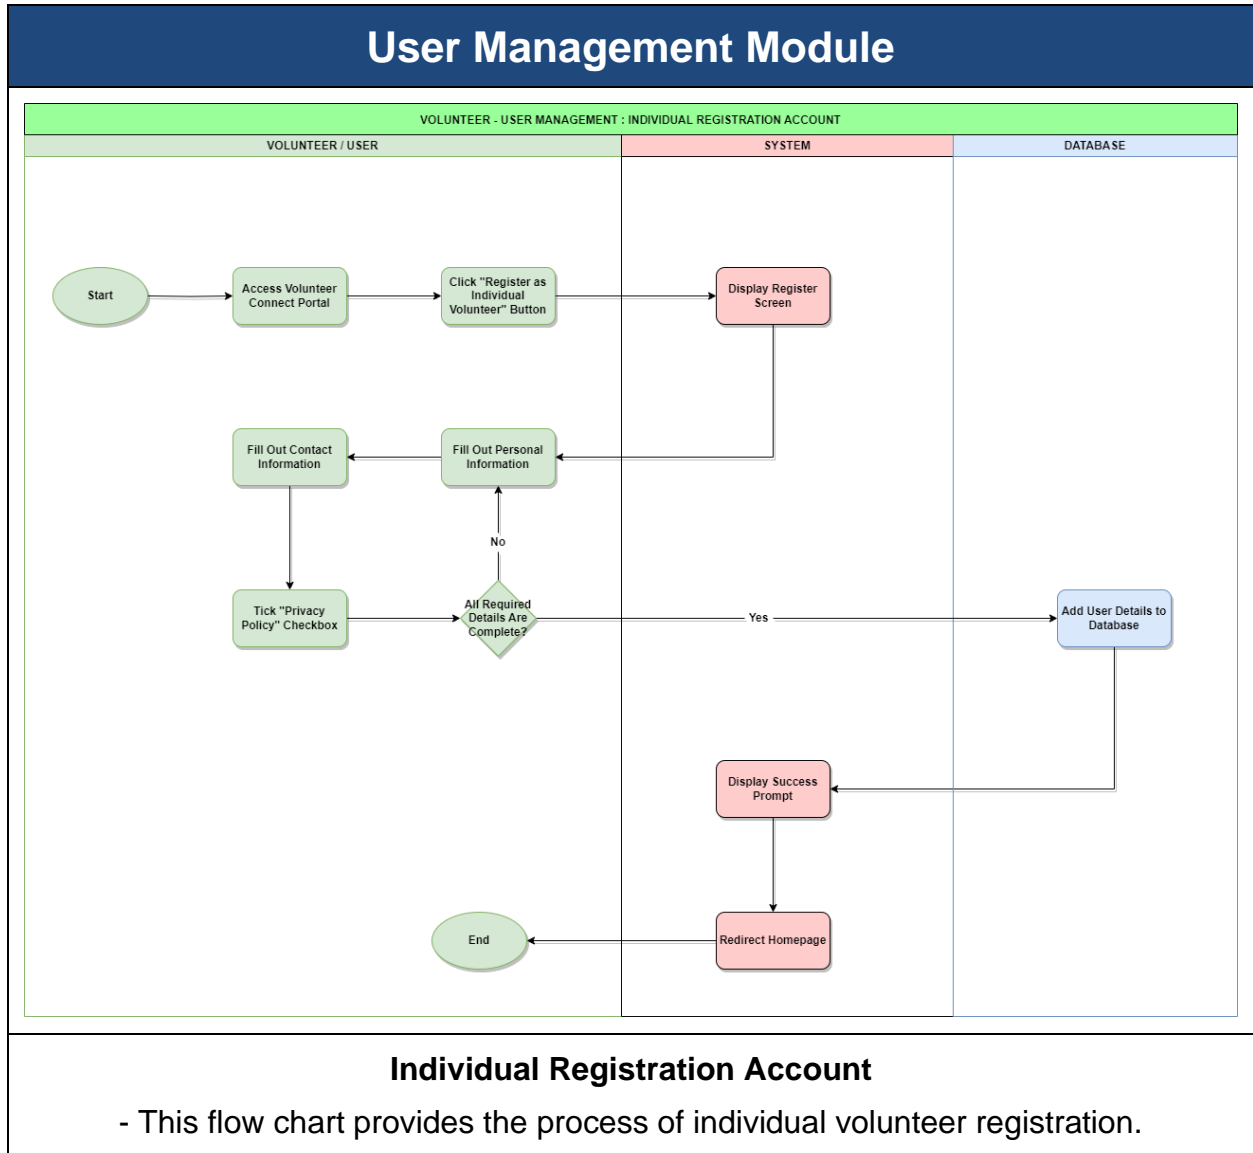 User Management Module
VOLUNTEER - USER MANAGEMENT : INDIVIDUAL REGISTRATION ACCOUNT
VOLUNTEER / USER
SYSTEM
DATABASE
Start
Access Volunteer
Connect Portal
Click "Register as
Individual
Volunteer" Button
Display Register
Screen
Fill Out Contact
Information
Fill Out Personal
Information
No
Tick "Privacy
Policy" Checkbox
All Required
Details Are
Complete?
Yes
Add User Details to
Database
Display Success
Prompt
End
Redirect Homepage
Individual Registration Account
- This flow chart provides the process of individual volunteer registration.